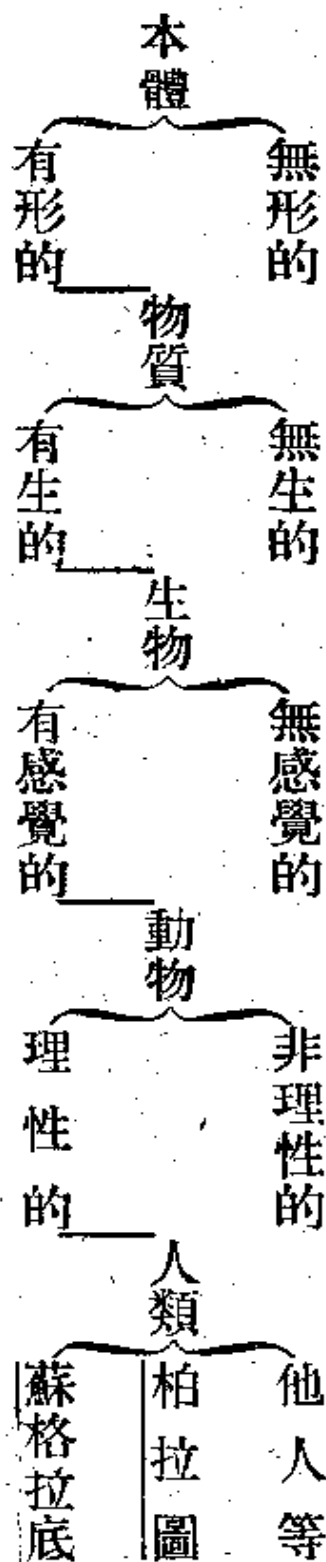 本體
無形的
有形的
物質
無生的
有生的
生物
無感覺的
有感覺的
動物
非理性的
理性的
人類
他人等
柏拉圖
蘇格拉底